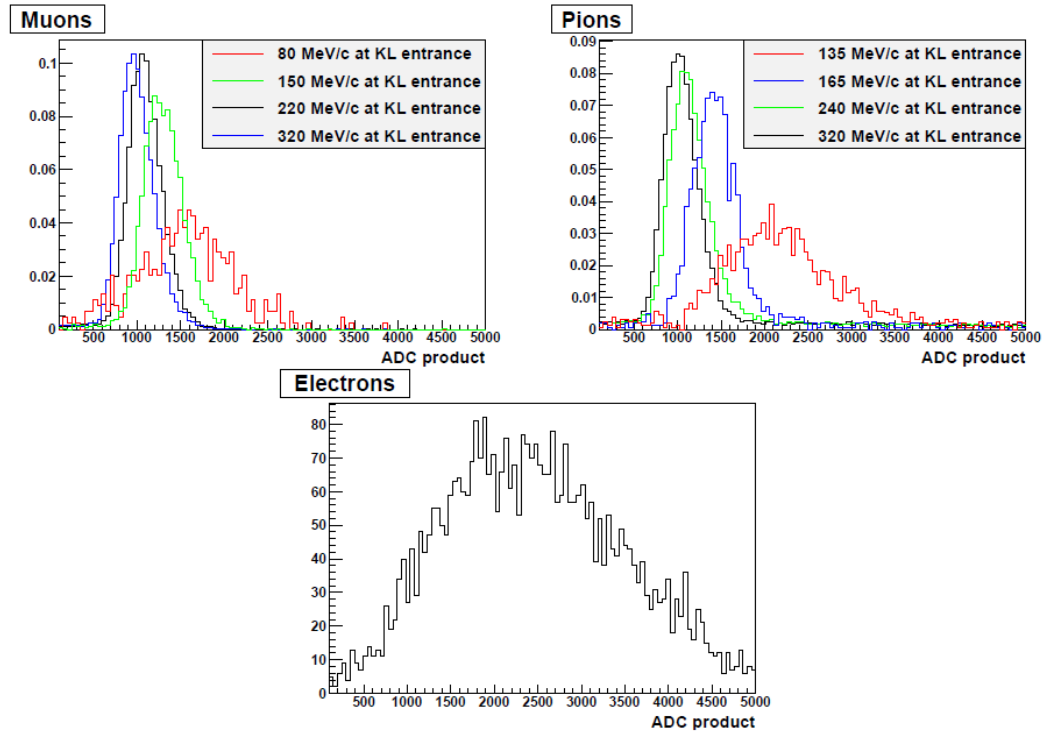 Muons
80 MeV/c at KL entrance
150 MeV/c at KL entrance
220 MeV/c at KL entrance
320 MeV/c at KL entrance
0.1
0.08
0.06
0.04
0.02
0
500 1000 1500 2000 2500 3000 3500 4000 4500 5000
ADC product
Pions
135 MeV/c at KL entrance
165 MeV/c at KL entrance
240 MeV/c at KL entrance
320 MeV/c at KL entrance
0.09
0.08
0.07
0.06
0.05
0.04
0.03
0.02
0.01
0
500 1000 1500 2000 2500 3000 3500 4000 4500 5000
ADC product
Electrons
80
70
60
50
40
30
20
10
0
500 1000 1500 2000 2500 3000 3500 4000 4500 5000
ADC product